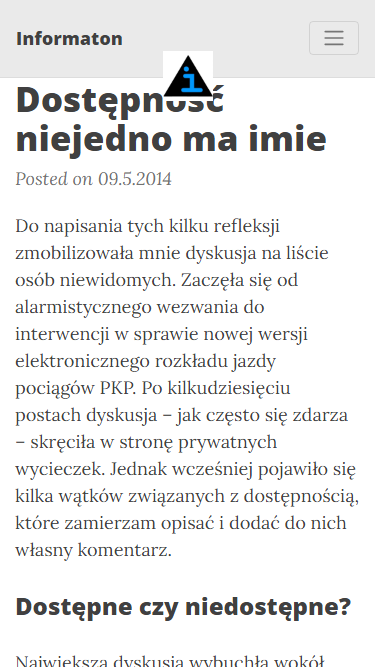 Informaton
Dostępność
niejedno ma imie
Posted on 09.5.2014
Do napisania tych kilku refleksji
zmobilizowała mnie dyskusja na liście
osób niewidomych. Zaczęła się od
alarmistycznego wezwania do
interwencji w sprawie nowej wersji
elektronicznego rozkładu jazdy
pociągów PKP. Po kilkudziesięciu
postach dyskusja – jak często się zdarza
– skręciła w stronę prywatnych
wycieczek. Jednak wcześniej pojawiło się
kilka wątków związanych z dostępnością,
które zamierzam opisać i dodać do nich
własny komentarz.
Dostępne czy niedostępne?
Największa dyskusja wybuchła wokół